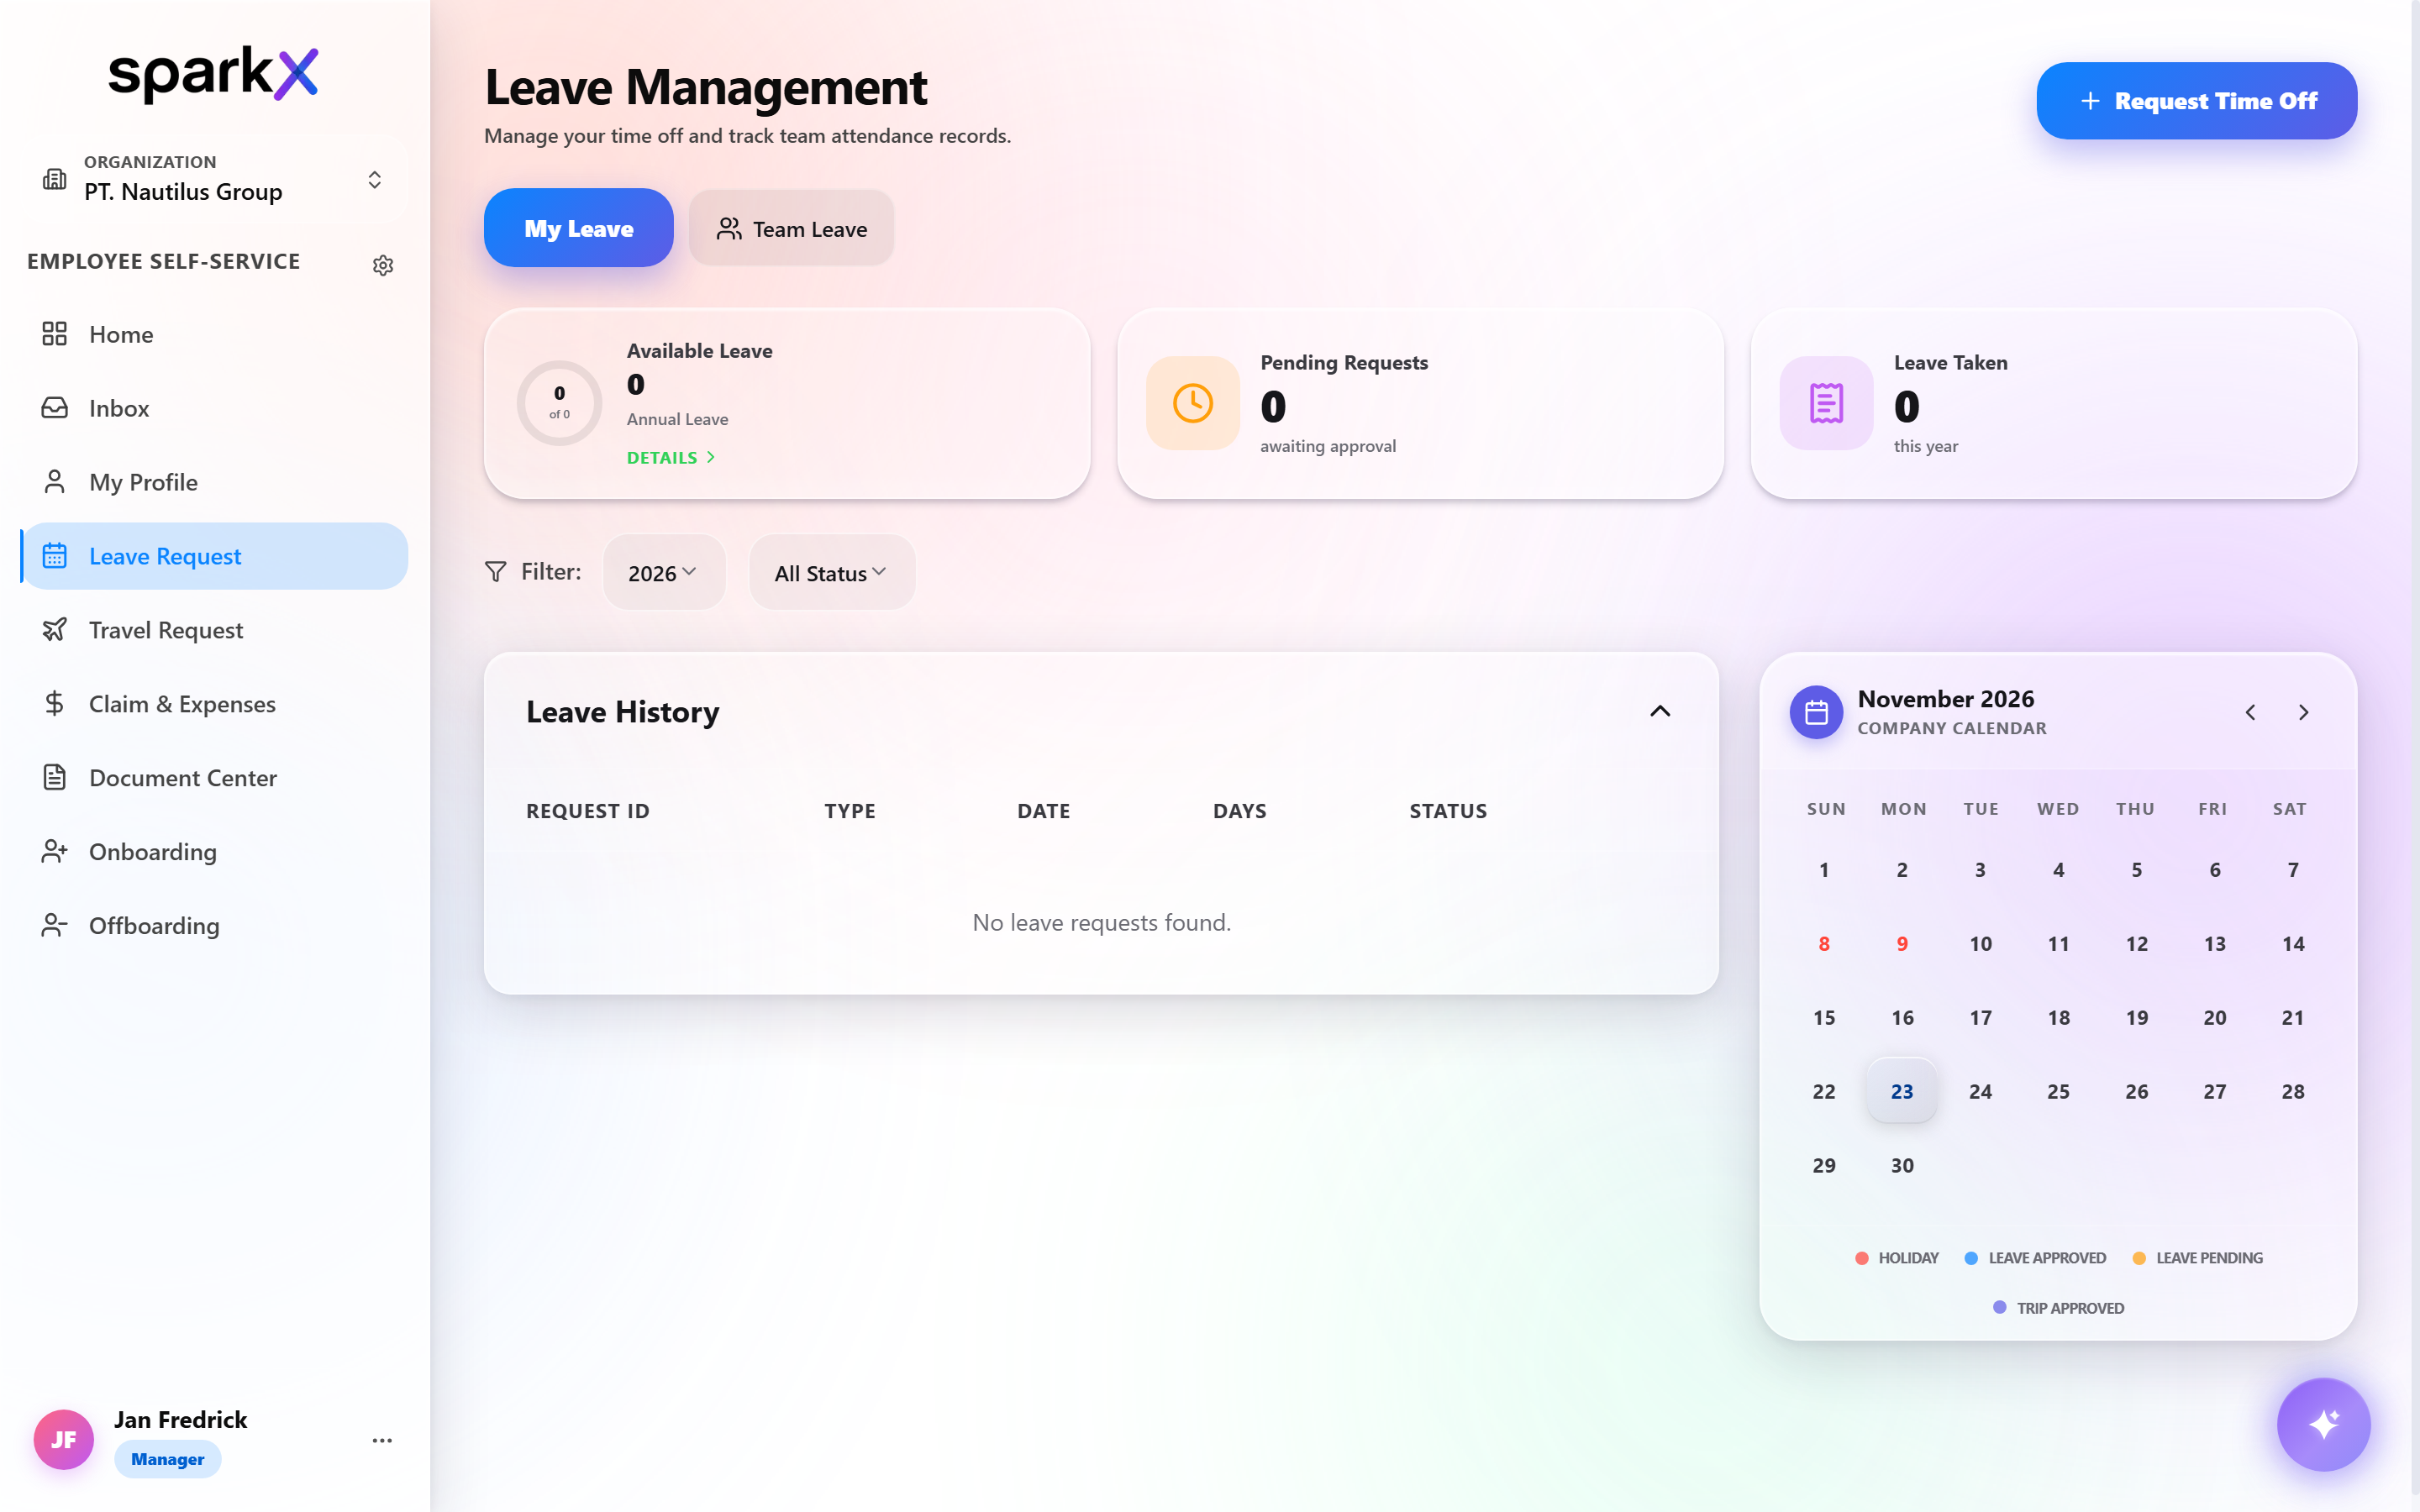 sparkX
ORGANIZATION
PT. Nautilus Group
EMPLOYEE SELF-SERVICE
Home
Inbox
My Profile
Leave Request
Travel Request
Claim & Expenses
Document Center
Onboarding
Offboarding
JF
Jan Fredrick
Manager
Leave Management
Manage your time off and track team attendance records.
Request Time Off
My Leave
Team Leave
0
of 0
Available Leave
0
Annual Leave
DETAILS
Pending Requests
0
awaiting approval
Leave Taken
0
this year
Filter:
2026
All Status
Leave History
REQUEST ID TYPE DATE DAYS STATUS
No leave requests found.
November 2026
COMPANY CALENDAR
SUN MON TUE WED THU FRI SAT
1 2 3 4 5 6 7
8 9 10 11 12 13 14
15 16 17 18 19 20 21
22 23 24 25 26 27 28
29 30
HOLIDAY LEAVE APPROVED LEAVE PENDING
TRIP APPROVED